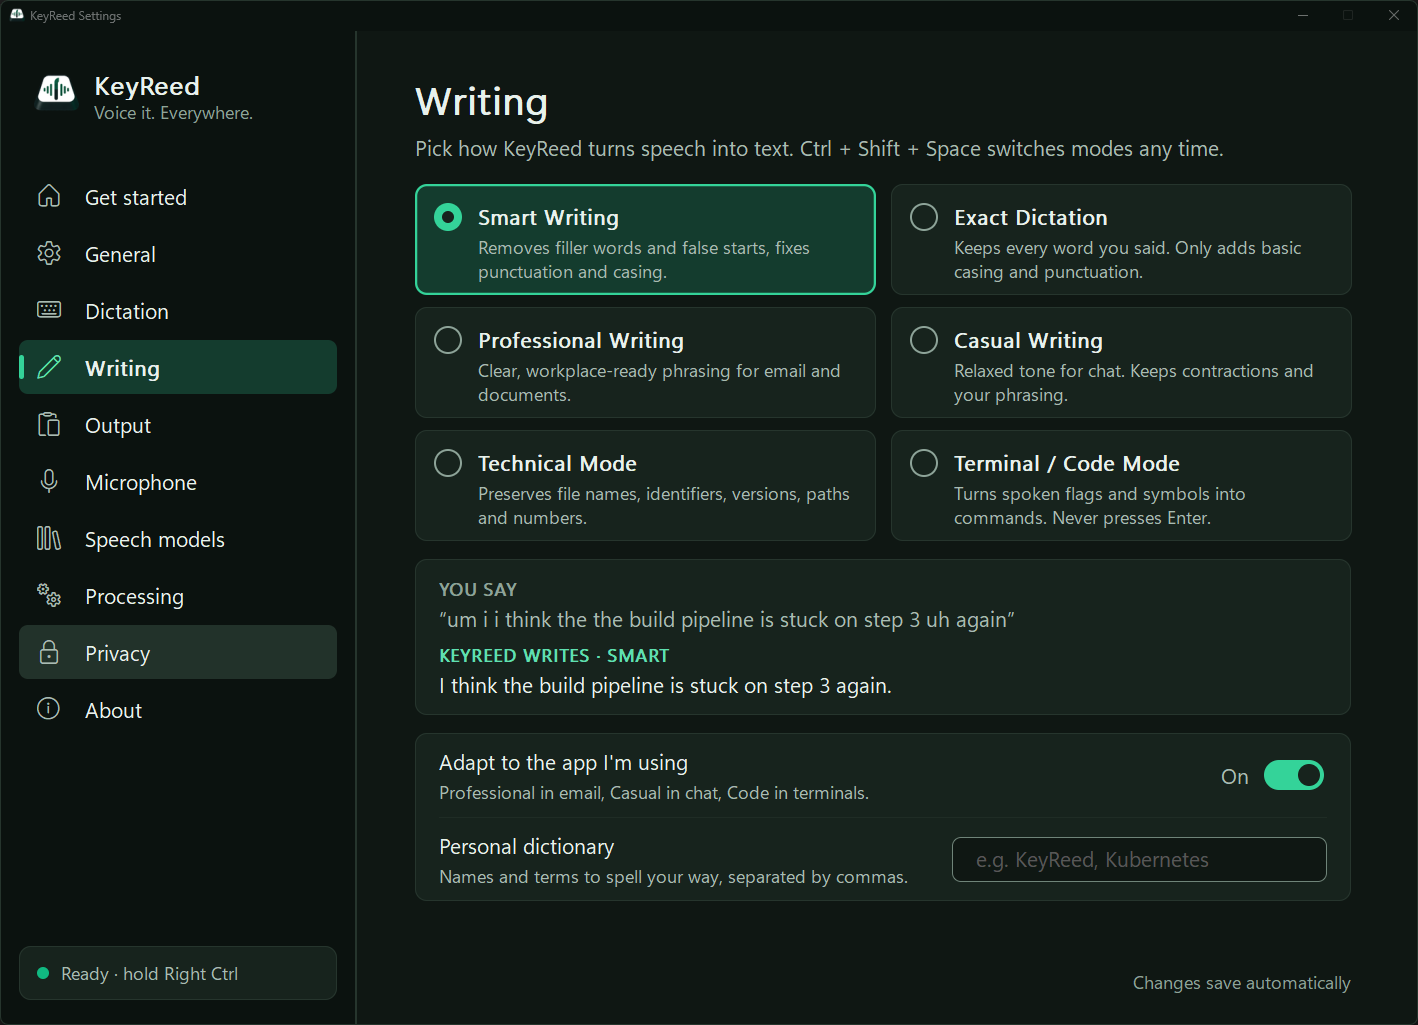 KeyReed Settings
KeyReed
Voice it. Everywhere.
Get started
General
Dictation
Writing
Output
Microphone
Speech models
Processing
Privacy
About
Ready · hold Right Ctrl
Writing
Pick how KeyReed turns speech into text. Ctrl + Shift + Space switches modes any time.
Smart Writing
Removes filler words and false starts, fixes
punctuation and casing.
Exact Dictation
Keeps every word you said. Only adds basic
casing and punctuation.
Professional Writing
Clear, workplace-ready phrasing for email and
documents.
Casual Writing
Relaxed tone for chat. Keeps contractions and
your phrasing.
Technical Mode
Preserves file names, identifiers, versions, paths
and numbers.
Terminal / Code Mode
Turns spoken flags and symbols into
commands. Never presses Enter.
YOU SAY
“um i i think the the build pipeline is stuck on step 3 uh again”
KEYREED WRITES · SMART
I think the build pipeline is stuck on step 3 again.
Adapt to the app I'm using
Professional in email, Casual in chat, Code in terminals.
On
Personal dictionary
Names and terms to spell your way, separated by commas.
e.g. KeyReed, Kubernetes
Changes save automatically